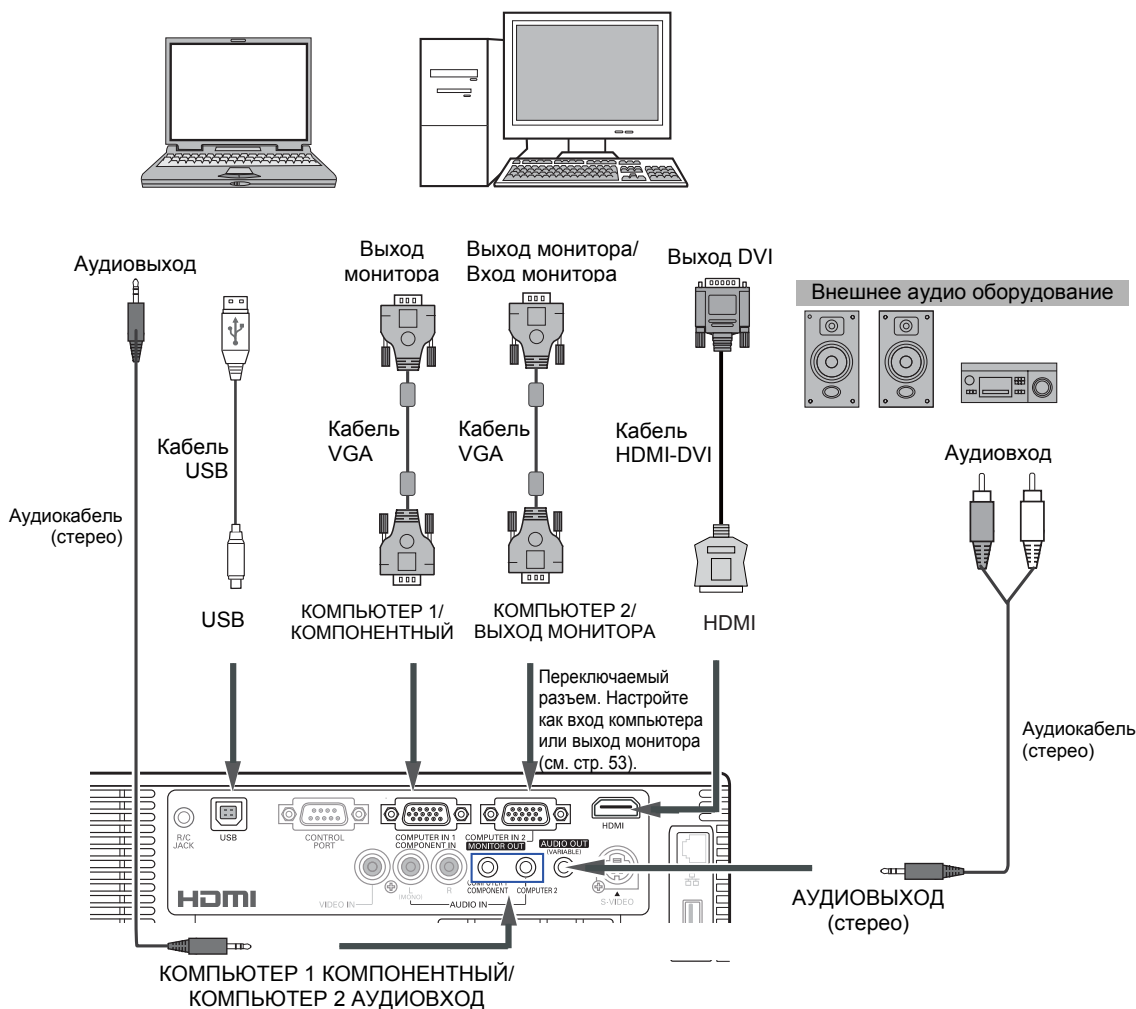 Аудиовыход
Выход
монитора
Выход монитора/
Вход монитора
Выход DVI
Внешнее аудио оборудование
Кабель
USB
Кабель
VGA
Кабель
VGA
Кабель
HDMI-DVI
Аудиовход
Аудиокабель
(стерео)
USB
КОМПЬЮТЕР 1/
КОМПОНЕНТНЫЙ
КОМПЬЮТЕР 2/
ВЫХОД МОНИТОРА
HDMI
Переключаемый
разъем. Настройте
как вход компьютера
или выход монитора
(см. стр. 53).
Аудиокабель
(стерео)
R/C
JACK
USB
CONTROL
PORT
COMPUTER IN 1
COMPONENT IN
COMPUTER IN 2
MONITOR OUT
HDMI
AUDIO OUT
(VARIABLE)
HDMI
VIDEO IN
L
(MONO)
R
AUDIO IN
COMPUTER 1
COMPONENT
COMPUTER 2
S-VIDEO
АУДИОВЫХОД
(стерео)
КОМПЬЮТЕР 1 КОМПОНЕНТНЫЙ/
КОМПЬЮТЕР 2 АУДИОВХОД